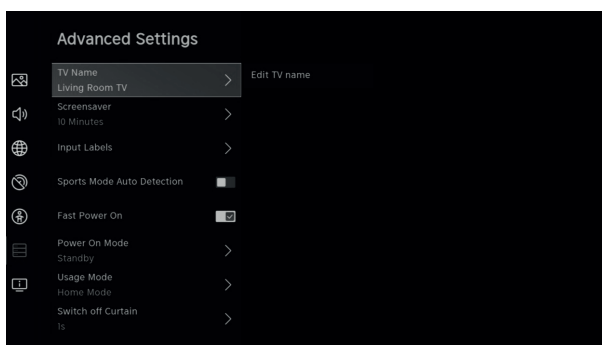 Advanced Settings
TV Name
Living Room TV
Edit TV name
Screensaver
10 Minutes
Input Labels
Sports Mode Auto Detection
Fast Power On
Power On Mode
Standby
Usage Mode
Home Mode
Switch off Curtain
1s